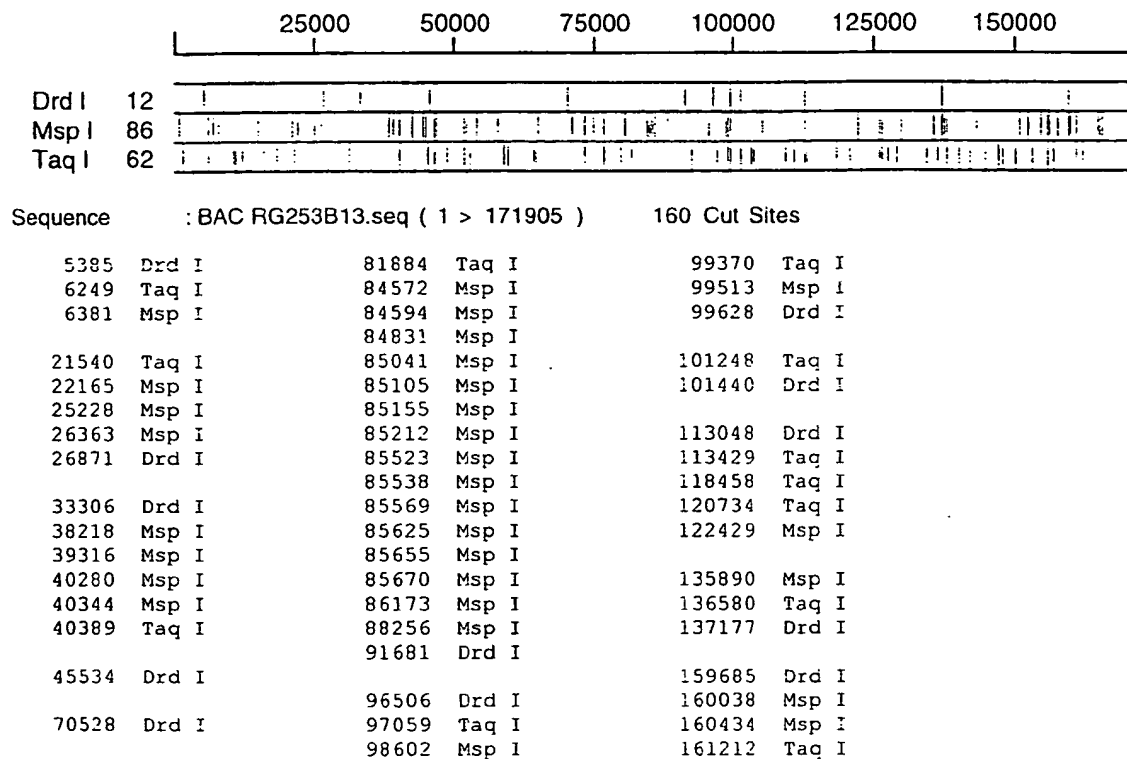 25000 50000 75000 100000 125000 150000
Drd I 12
Msp I 86
Taq I 62
Sequence : BAC RG253B13.seq ( 1 > 171905 ) 160 Cut Sites
5385 Drd I 81884 Taq I 99370 Taq I
6249 Taq I 84572 Msp I 99513 Msp I
6381 Msp I 84594 Msp I 99628 Drd I
84831 Msp I
21540 Taq I 85041 Msp I 101248 Taq I
22165 Msp I 85105 Msp I 101440 Drd I
25228 Msp I 85155 Msp I
26363 Msp I 85212 Msp I 113048 Drd I
26871 Drd I 85523 Msp I 113429 Taq I
85538 Msp I 118458 Taq I
33306 Drd I 85569 Msp I 120734 Taq I
38218 Msp I 85625 Msp I 122429 Msp I
39316 Msp I 85655 Msp I
40280 Msp I 85670 Msp I 135890 Msp I
40344 Msp I 86173 Msp I 136580 Taq I
40389 Taq I 88256 Msp I 137177 Drd I
91681 Drd I
45534 Drd I 159685 Drd I
96506 Drd I 160038 Msp I
70528 Drd I 97059 Taq I 160434 Msp I
98602 Msp I 161212 Taq I